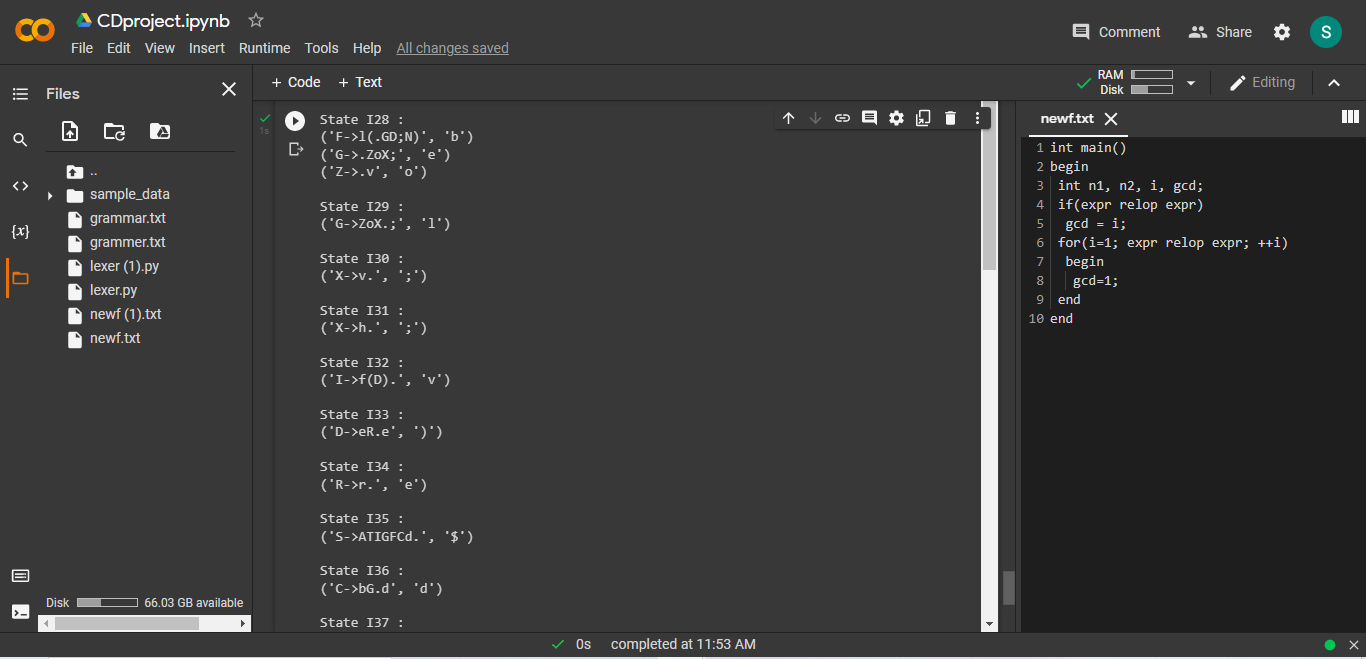 CDproject.ipynb
File Edit View Insert Runtime Tools Help All changes saved
Comment Share S
Files
+ Code + Text
RAM
Disk
Editing
..
sample_data
grammar.txt
grammer.txt
lexer (1).py
lexer.py
newf (1).txt
newf.txt
Disk 66.03 GB available
1s
State I28 :
('F->l(.GD;N)', 'b')
('G->.ZoX;', 'e')
('Z->.v', 'o')
State I29 :
('G->ZoX.;', 'l')
State I30 :
('X->v.', ';')
State I31 :
('X->h.', ';')
State I32 :
('I->f(D).', 'v')
State I33 :
('D->eR.e', ')')
State I34 :
('R->r.', 'e')
State I35 :
('S->ATIGFCd.', '$')
State I36 :
('C->bG.d', 'd')
State I37 :
newf.txt
1 int main()
2 begin
3 int n1, n2, i, gcd;
4 if(expr relop expr)
5 gcd = i;
6 for(i=1; expr relop expr; ++i)
7 begin
8 gcd=1;
9 end
10 end
0s completed at 11:53 AM